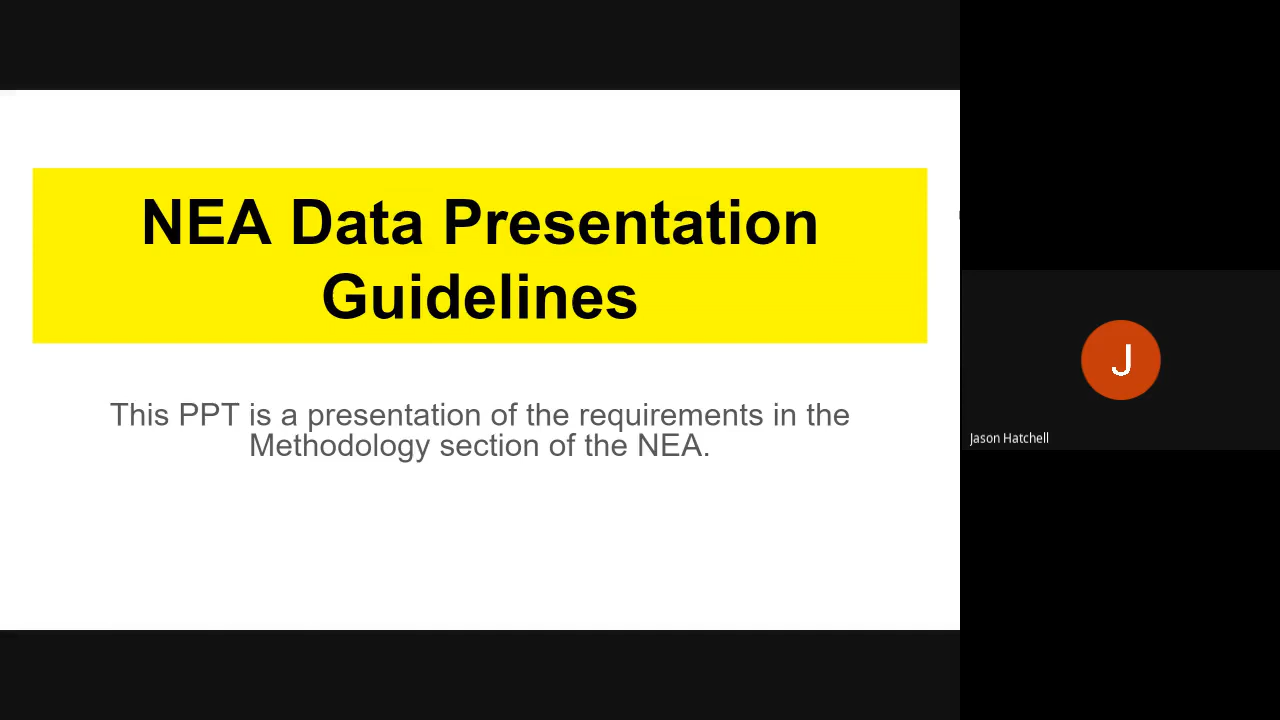 NEA Data Presentation
Guidelines
This PPT is a presentation of the requirements in the
Methodology section of the NEA.
J
Jason Hatchell